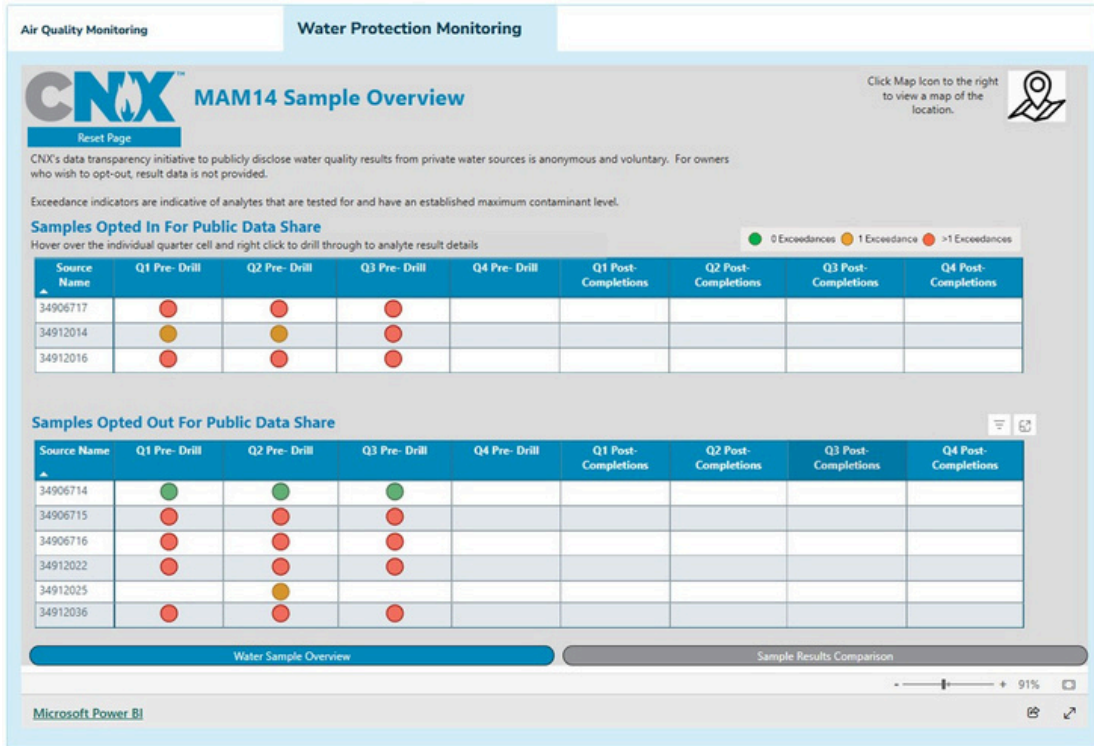 Air Quality Monitoring
Water Protection Monitoring
CNX™
MAM14 Sample Overview
Click Map Icon to the right
to view a map of the
location.
Reset Page
CNX's data transparency initiative to publicly disclose water quality results from private water sources is anonymous and voluntary. For owners
who wish to opt-out, result data is not provided.
Exceedance indicators are indicative of analytes that are tested for and have an established maximum contaminant level.
Samples Opted In For Public Data Share
Hover over the individual quarter cell and right click to drill through to analyte result details
0 Exceedances 1 Exceedance >1 Exceedances
Source Name Q1 Pre- Drill Q2 Pre- Drill Q3 Pre- Drill Q4 Pre- Drill Q1 Post-Completions Q2 Post-Completions Q3 Post-Completions Q4 Post-Completions
34906717
34912014
34912016
Samples Opted Out For Public Data Share
Source Name Q1 Pre- Drill Q2 Pre- Drill Q3 Pre- Drill Q4 Pre- Drill Q1 Post-Completions Q2 Post-Completions Q3 Post-Completions Q4 Post-Completions
34906714
34906715
34906716
34912022
34912025
34912036
Water Sample Overview
Sample Results Comparison
- + 91%
Microsoft Power BI